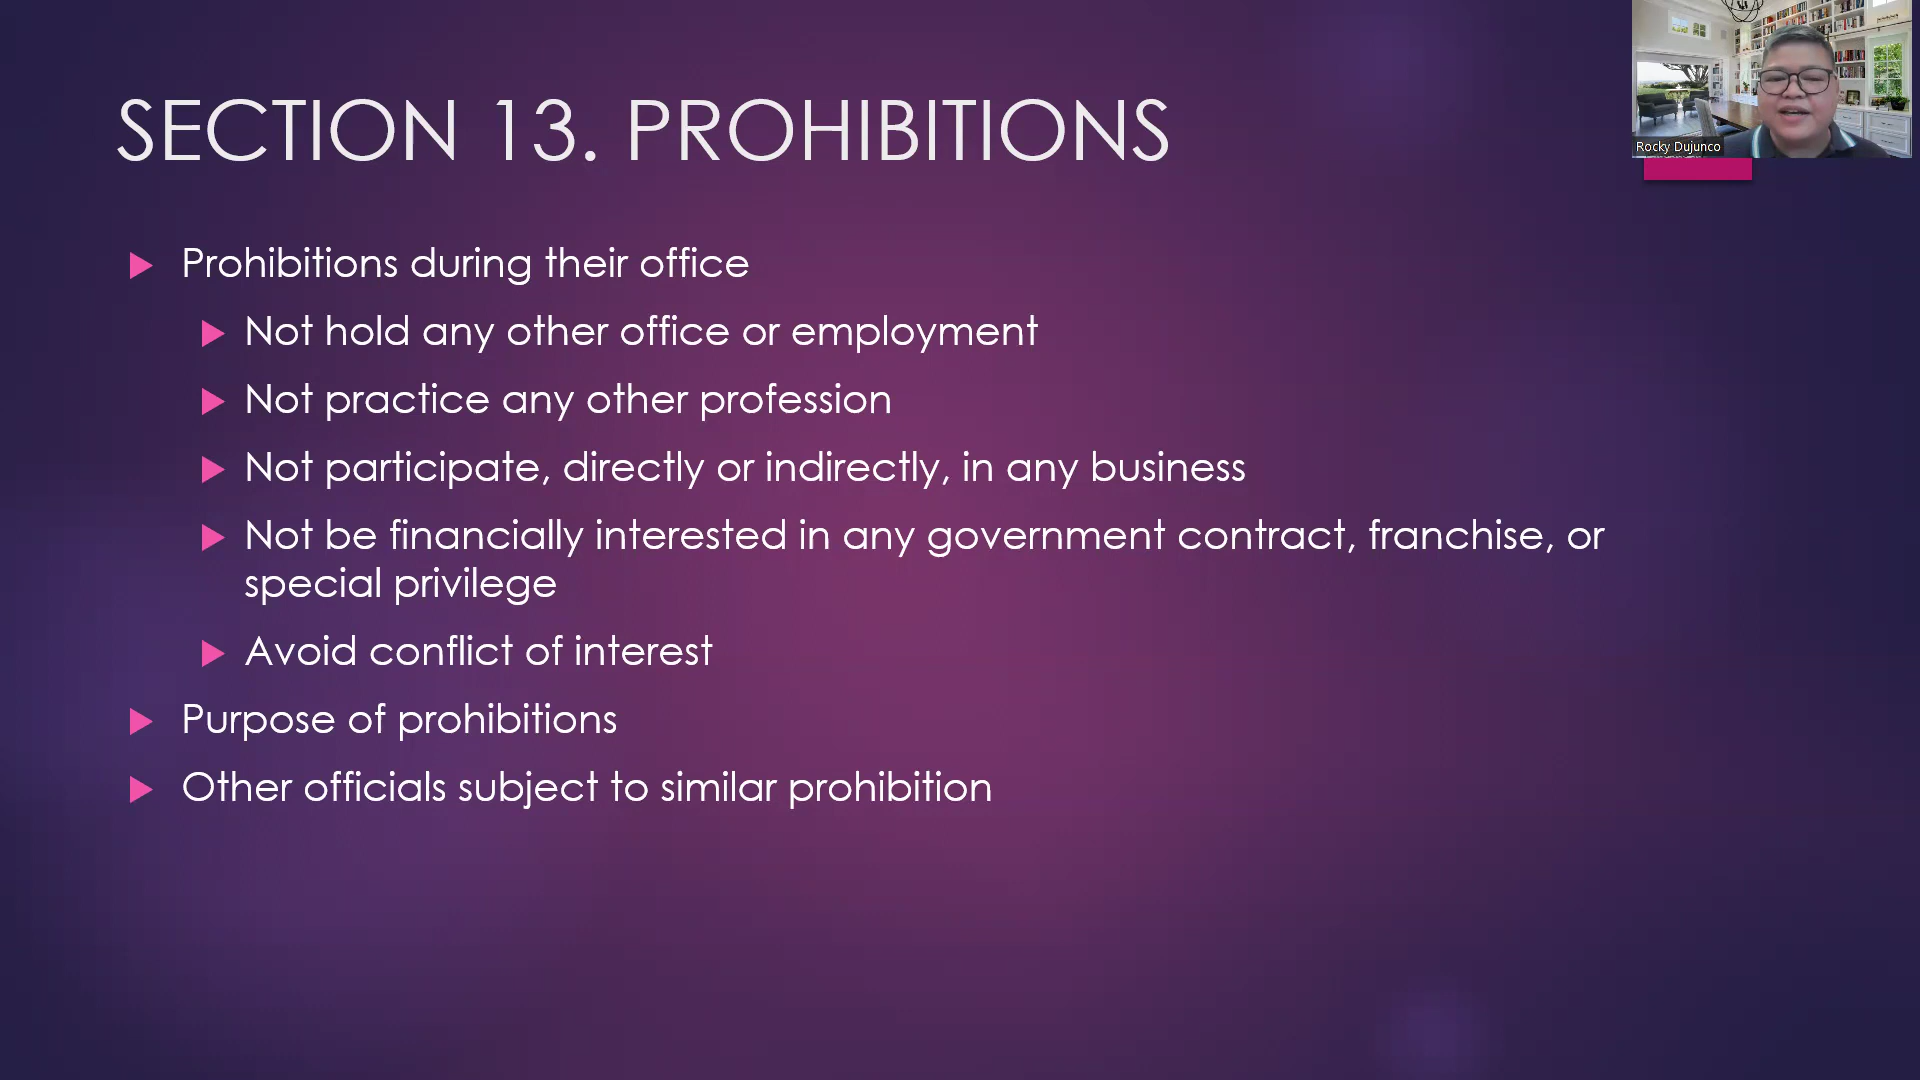 SECTION 13. PROHIBITIONS
Rocky Dujunco
Prohibitions during their office
Not hold any other office or employment
Not practice any other profession
Not participate, directly or indirectly, in any business
Not be financially interested in any government contract, franchise, or
special privilege
Avoid conflict of interest
Purpose of prohibitions
Other officials subject to similar prohibition